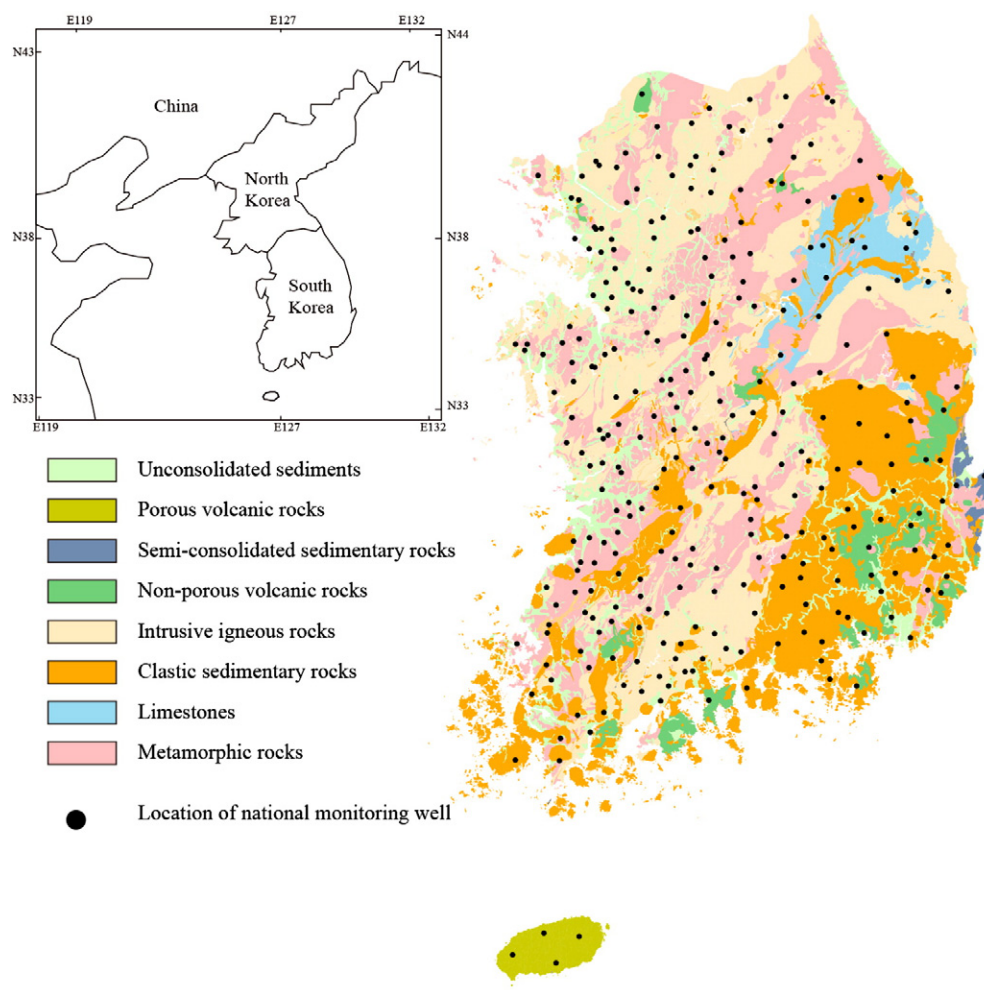 E119 E127 E132
N43
N44
China
North
Korea
N38
N38
South
Korea
N33
N33
E119 E127 E132
Unconsolidated sediments
Porous volcanic rocks
Semi-consolidated sedimentary rocks
Non-porous volcanic rocks
Intrusive igneous rocks
Clastic sedimentary rocks
Limestones
Metamorphic rocks
Location of national monitoring well